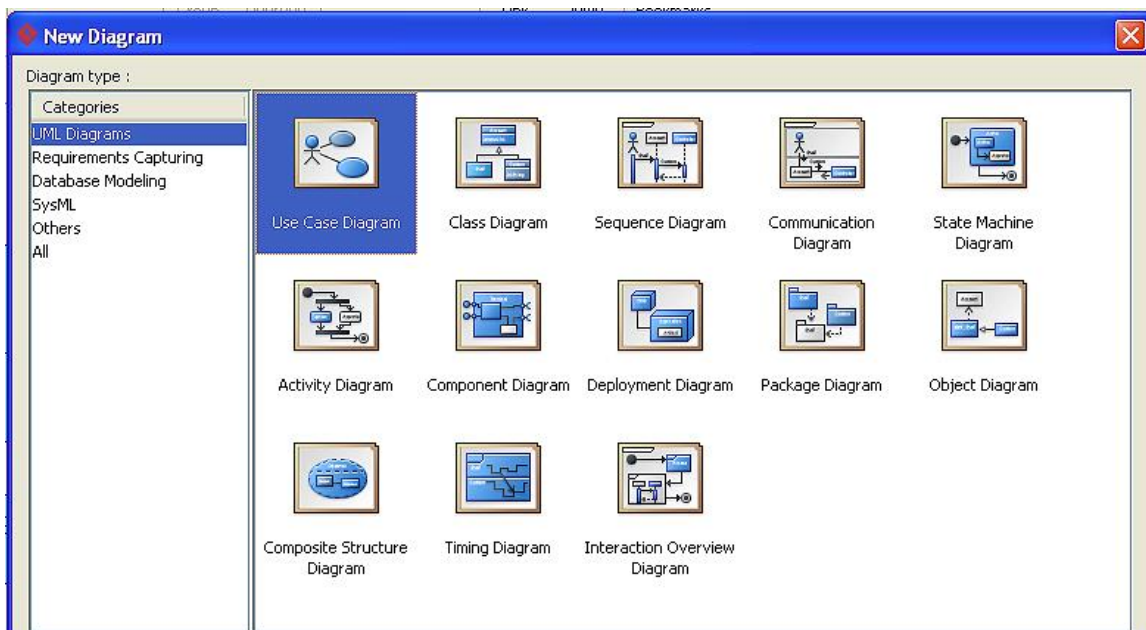 New Diagram
Diagram type :
Categories
UML Diagrams
Requirements Capturing
Database Modeling
SysML
Others
All
Use Case Diagram
Class Diagram
Sequence Diagram
Communication
Diagram
State Machine
Diagram
Activity Diagram
Component Diagram
Deployment Diagram
Package Diagram
Object Diagram
Composite Structure
Diagram
Timing Diagram
Interaction Overview
Diagram